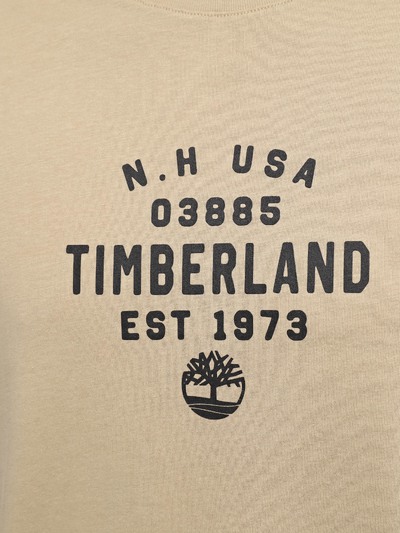 N.H USA
03885
TIMBERLAND
EST 1973